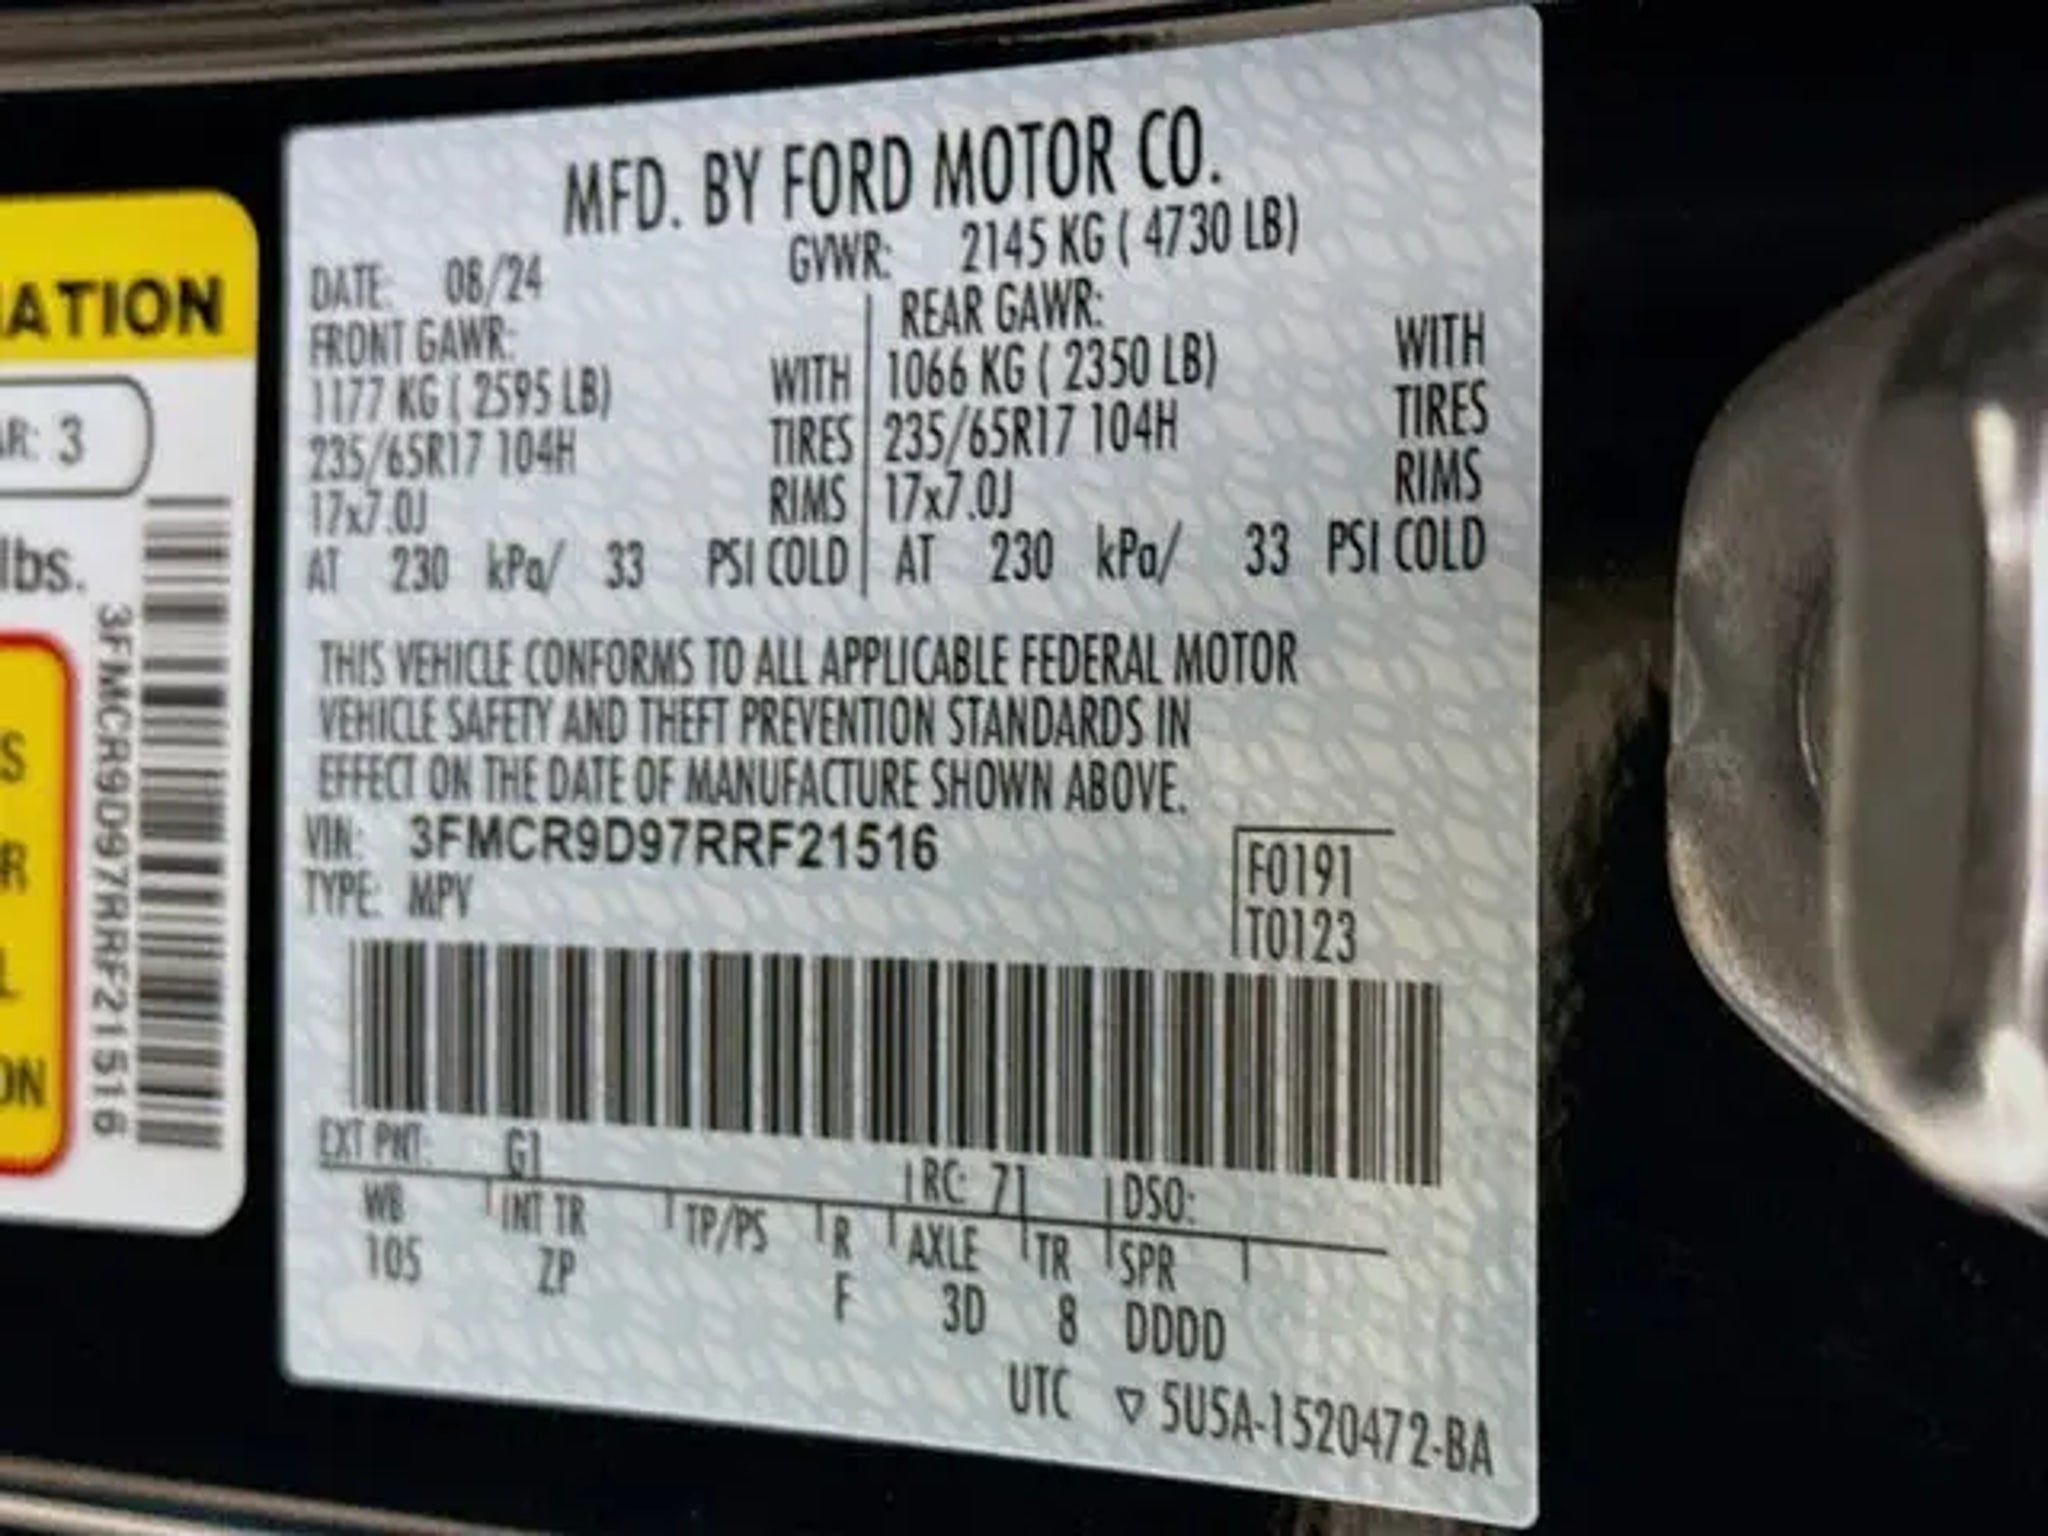 MFD. BY FORD MOTOR CO.
DATE: 08/24 GVWR: 2145 KG ( 4730 LB)
FRONT GAWR: REAR GAWR:
1177 KG ( 2595 LB) WITH 1066 KG ( 2350 LB) WITH
235/65R17 104H TIRES 235/65R17 104H TIRES
17x7.0J RIMS 17x7.0J RIMS
AT 230 kPa/ 33 PSI COLD AT 230 kPa/ 33 PSI COLD
THIS VEHICLE CONFORMS TO ALL APPLICABLE FEDERAL MOTOR
VEHICLE SAFETY AND THEFT PREVENTION STANDARDS IN
EFFECT ON THE DATE OF MANUFACTURE SHOWN ABOVE.
VIN: 3FMCR9D97RRF21516
TYPE: MPV
F0191
T0123
EXT PNT: G1 RC: 71 DSO:
WB INT TR TP/PS R AXLE TR SPR
105 ZP F 3D 8 DDDD
UTC ▽ 5U5A-1520472-BA
ATION
AR: 3
lbs.
3FMCR9D97RRF21516
S
R
L
ON